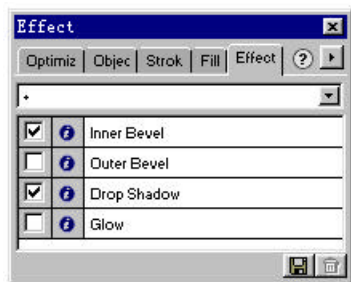 Effect
Optimiz Objec Strok Fill Effect ?
+
Inner Bevel
Outer Bevel
Drop Shadow
Glow